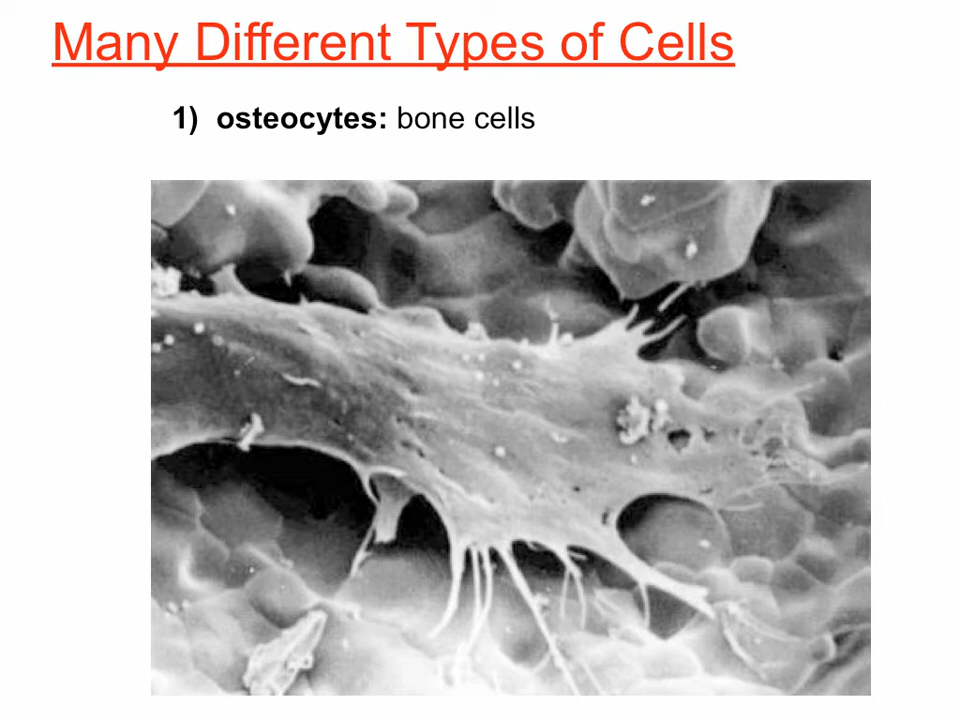 Many Different Types of Cells
1) osteocytes: bone cells